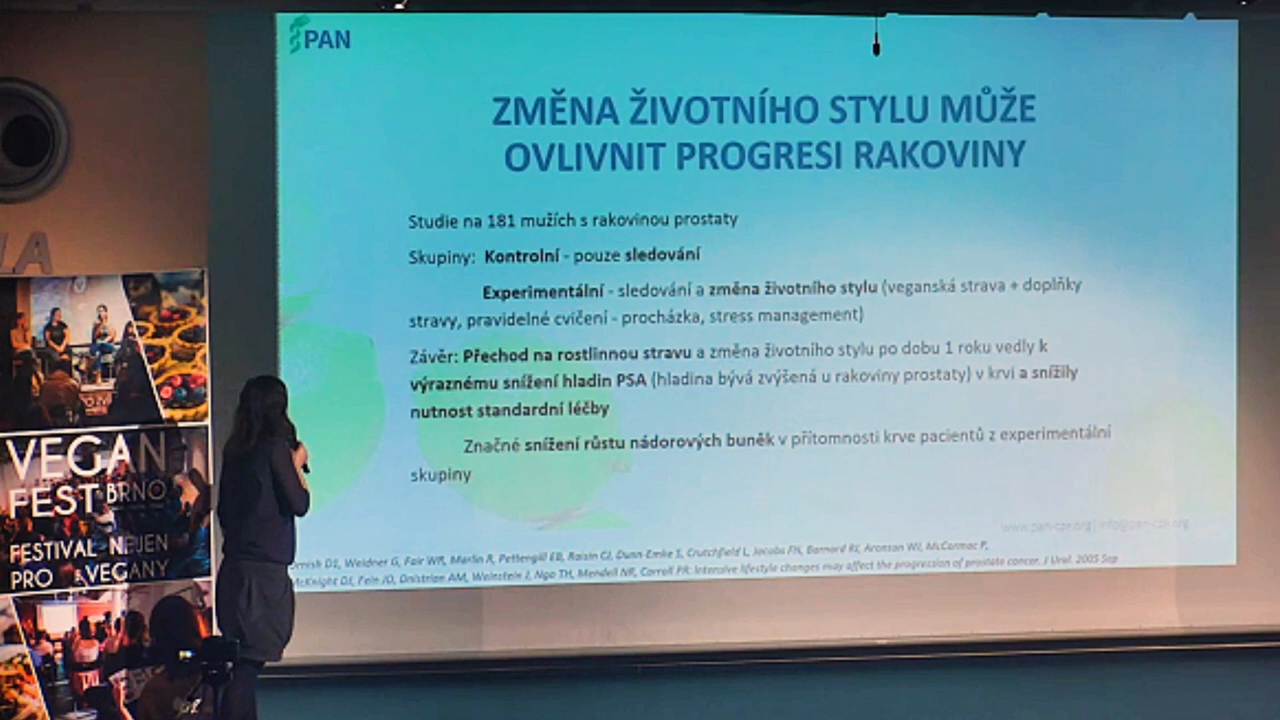 PAN
ZMĚNA ŽIVOTNÍHO STYLU MŮŽE
OVLIVNIT PROGRESI RAKOVINY
Studie na 181 mužích s rakovinou prostaty
Skupiny: Kontrolní - pouze sledování
Experimentální - sledování a změna životního stylu (veganská strava + doplňky
stravy, pravidelné cvičení - procházka, stress management)
Závěr: Přechod na rostlinnou stravu a změna životního stylu po dobu 1 roku vedly k
výraznému snížení hladin PSA (hladina bývá zvýšená u rakoviny prostaty) v krvi a snížily
nutnost standardní léčby
Značné snížení růstu nádorových buněk v přítomnosti krve pacientů z experimentální
skupiny
www.pan-cz.org | info@pan-cz.org
Ornish DI, Weidner G, Fair WR, Marlin R, Pettengill EB, Raisin CJ, Dunn-Emke S, Crutchfield L, Jacobs FN, Barnard RJ, Aronson WJ, McCormac P,
McKnight DJ, Fein JD, Dnistrian AM, Weinstein J, Ngo TH, Mendell NR, Carroll PR. Intensive lifestyle changes may affect the progression of prostate cancer. J Urol. 2005 Sep
VEGAN
FEST BRNO
FESTIVAL NEJEN
PRO VEGANY